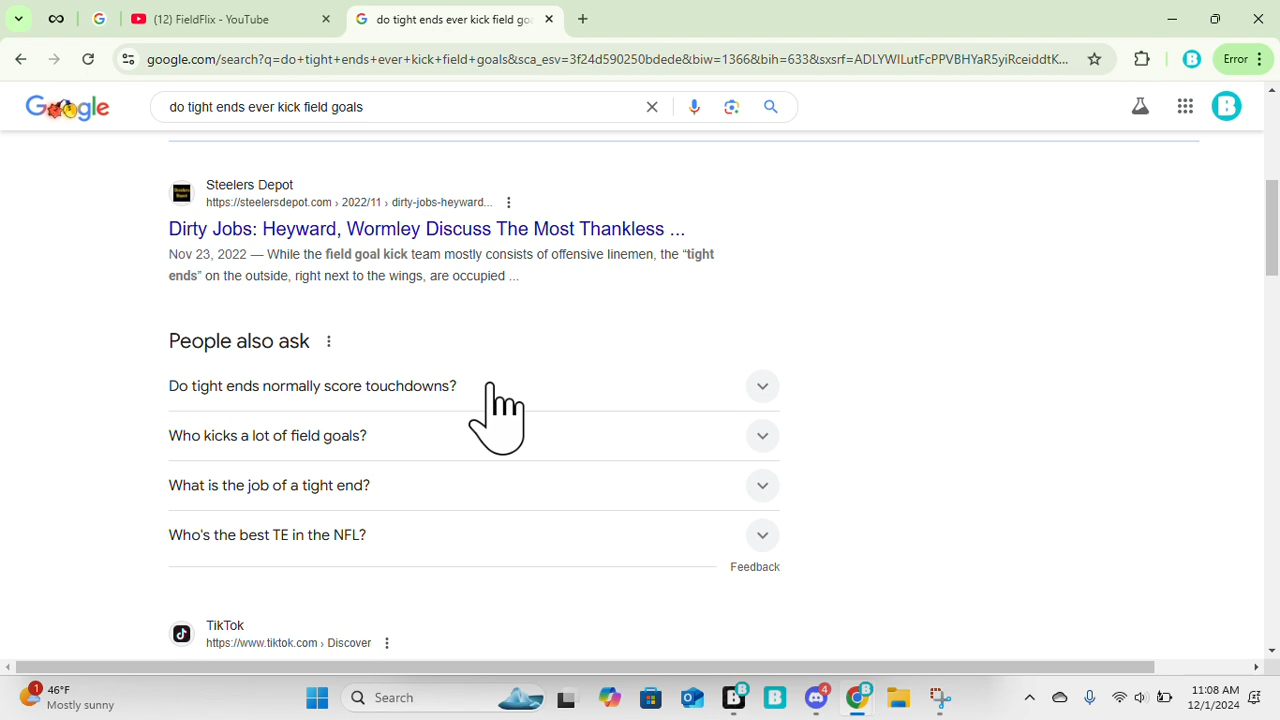 (12) FieldFlix - YouTube
do tight ends ever kick field goa
google.com/search?q=do+tight+ends+ever+kick+field+goals&sca_esv=3f24d590250bdede&biw=1366&bih=633&sxsrf=ADLYWILutFcPPVBHYaR5yiRceiddtK...
B
Error
Google
do tight ends ever kick field goals
B
Steelers Depot
https://steelersdepot.com › 2022/11 › dirty-jobs-heyward...
Dirty Jobs: Heyward, Wormley Discuss The Most Thankless ...
Nov 23, 2022 — While the field goal kick team mostly consists of offensive linemen, the “tight
ends” on the outside, right next to the wings, are occupied ...
People also ask
Do tight ends normally score touchdowns?
Who kicks a lot of field goals?
What is the job of a tight end?
Who's the best TE in the NFL?
Feedback
TikTok
https://www.tiktok.com › Discover
1
46°F
Mostly sunny
Search
B
B
B
4
B
11:08 AM
12/1/2024